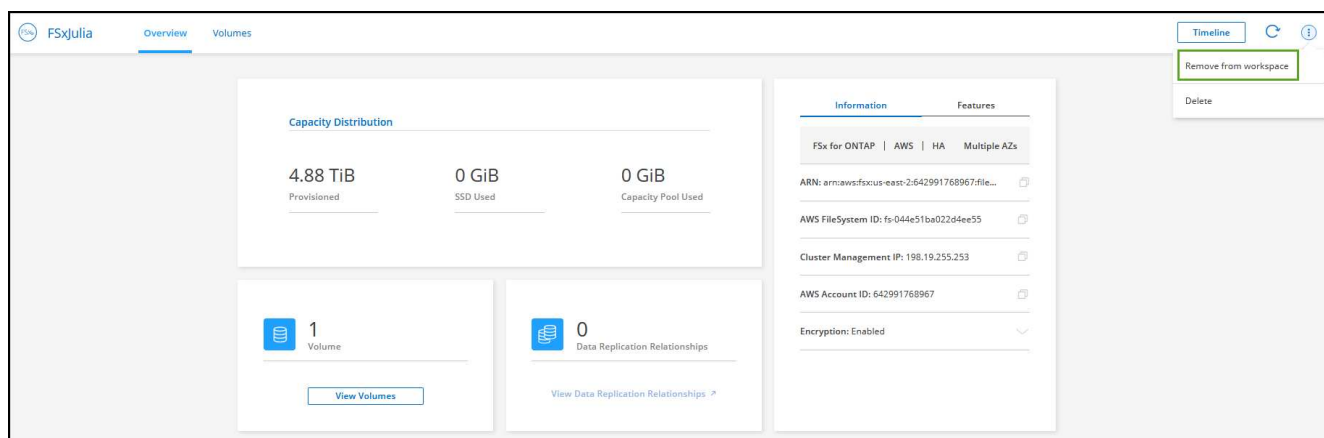 FSxJulia
Overview
Volumes
Timeline
Remove from workspace
Delete
Capacity Distribution
4.88 TiB
Provisioned
0 GiB
SSD Used
0 GiB
Capacity Pool Used
1
Volume
View Volumes
0
Data Replication Relationships
View Data Replication Relationships
Information
Features
FSx for ONTAP | AWS | HA Multiple AZs
ARN: arn:aws:fsx:us-east-2:642991768967:file...
AWS FileSystem ID: fs-044e51ba022d4ee55
Cluster Management IP: 198.19.255.253
AWS Account ID: 642991768967
Encryption: Enabled